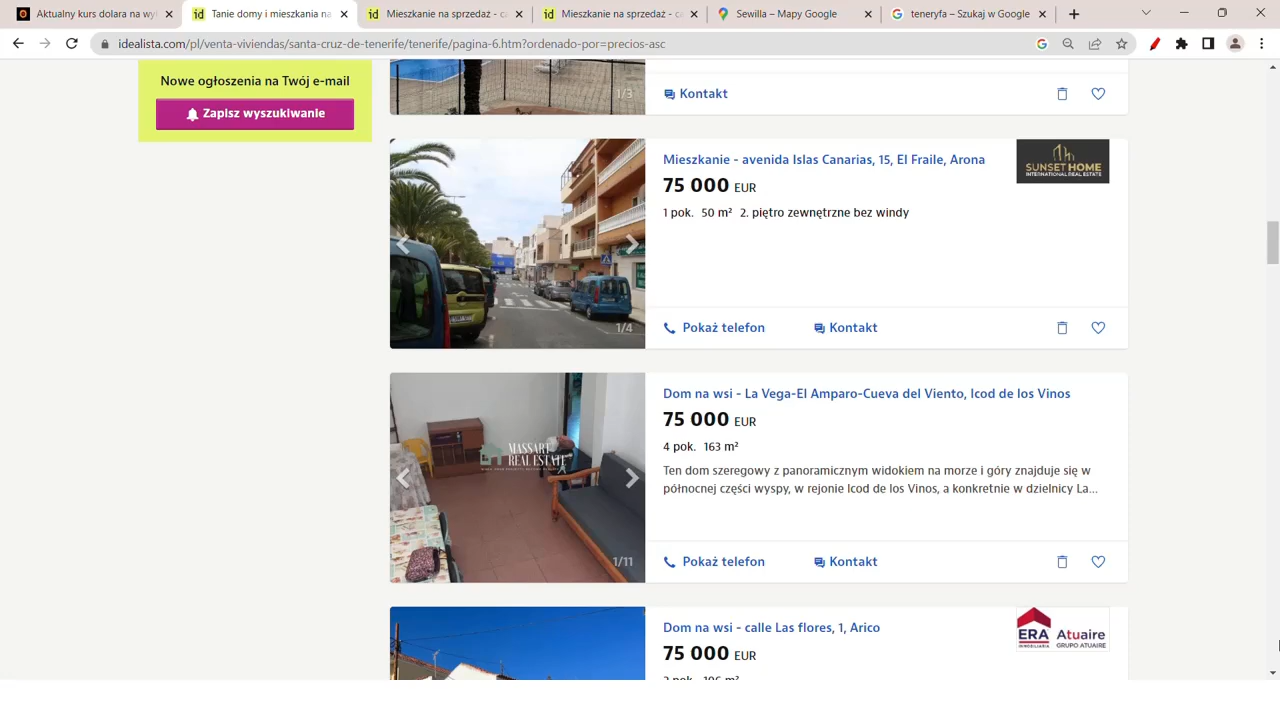 Aktualny kurs dolara na wyk
Tanie domy i mieszkania na
Mieszkanie na sprzedaż - ca
Mieszkanie na sprzedaż - ca
Sewilla – Mapy Google
teneryfa – Szukaj w Google
idealista.com/pl/venta-viviendas/santa-cruz-de-tenerife/tenerife/pagina-6.htm?ordenado-por=precios-asc
Nowe ogłoszenia na Twój e-mail
Zapisz wyszukiwanie
1/3
Kontakt
Mieszkanie - avenida Islas Canarias, 15, El Fraile, Arona
SUNSET HOME
INTERNATIONAL REAL ESTATE
75 000 EUR
1 pok. 50 m² 2. piętro zewnętrzne bez windy
1/4
Pokaż telefon
Kontakt
Dom na wsi - La Vega-El Amparo-Cueva del Viento, Icod de los Vinos
75 000 EUR
4 pok. 163 m²
Ten dom szeregowy z panoramicznym widokiem na morze i góry znajduje się w
północnej części wyspy, w rejonie Icod de los Vinos, a konkretnie w dzielnicy La...
MASSART
REAL ESTATE
1/11
Pokaż telefon
Kontakt
Dom na wsi - calle Las flores, 1, Arico
ERA Atuaire
INMOBILIARIA GRUPO ATUAIRE
75 000 EUR